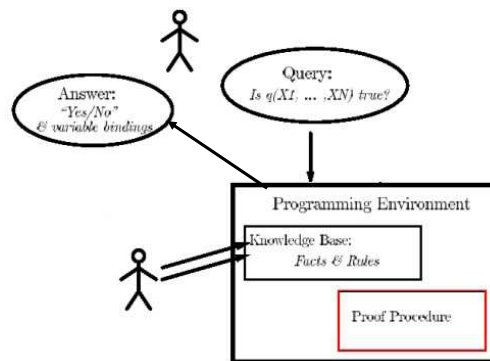 Query:
Is q(X1, ... ,XN) true?
Answer:
"Yes/No"
& variable bindings
Programming Environment
Knowledge Base:
Facts & Rules
Proof Procedure